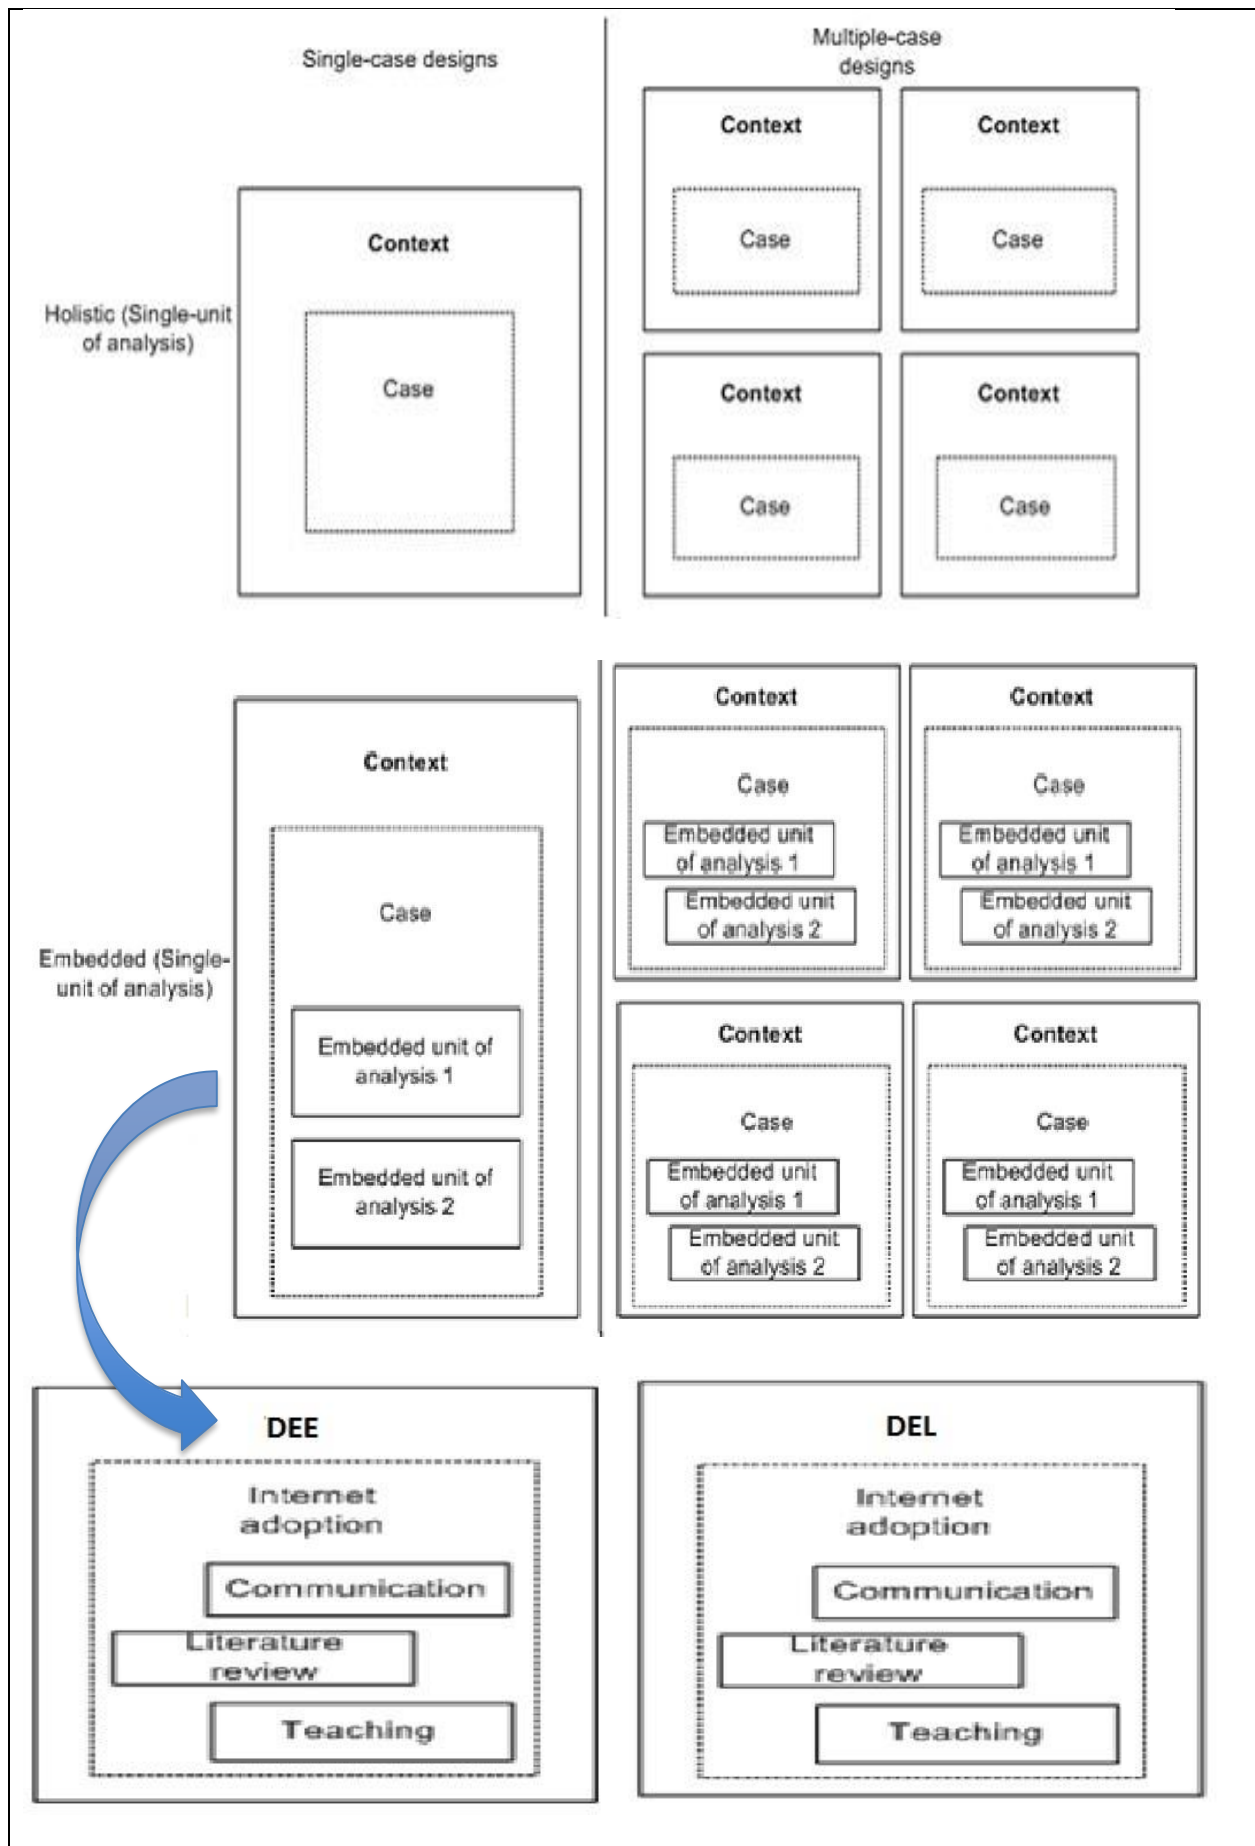 Single-case designs
Multiple-case
designs
Holistic (Single-unit
of analysis)
Context
Case
Context
Case
Context
Case
Context
Case
Context
Case
Embedded (Single-
unit of analysis)
Context
Case
Embedded unit of
analysis 1
Embedded unit of
analysis 2
Context
Case
Embedded unit
of analysis 1
Embedded unit
of analysis 2
Context
Case
Embedded unit
of analysis 1
Embedded unit
of analysis 2
Context
Case
Embedded unit
of analysis 1
Embedded unit
of analysis 2
Context
Case
Embedded unit
of analysis 1
Embedded unit
of analysis 2
DEE
Internet
adoption
Communication
Literature
review
Teaching
DEL
Internet
adoption
Communication
Literature
review
Teaching